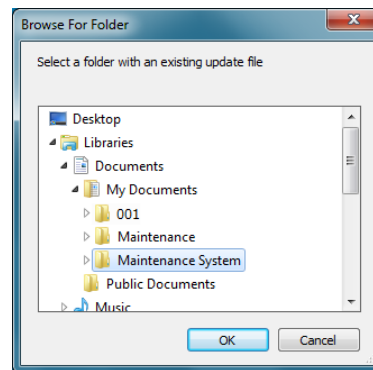 Browse For Folder
Select a folder with an existing update file
Desktop
Libraries
Documents
My Documents
001
Maintenance
Maintenance System
Public Documents
Music
OK Cancel